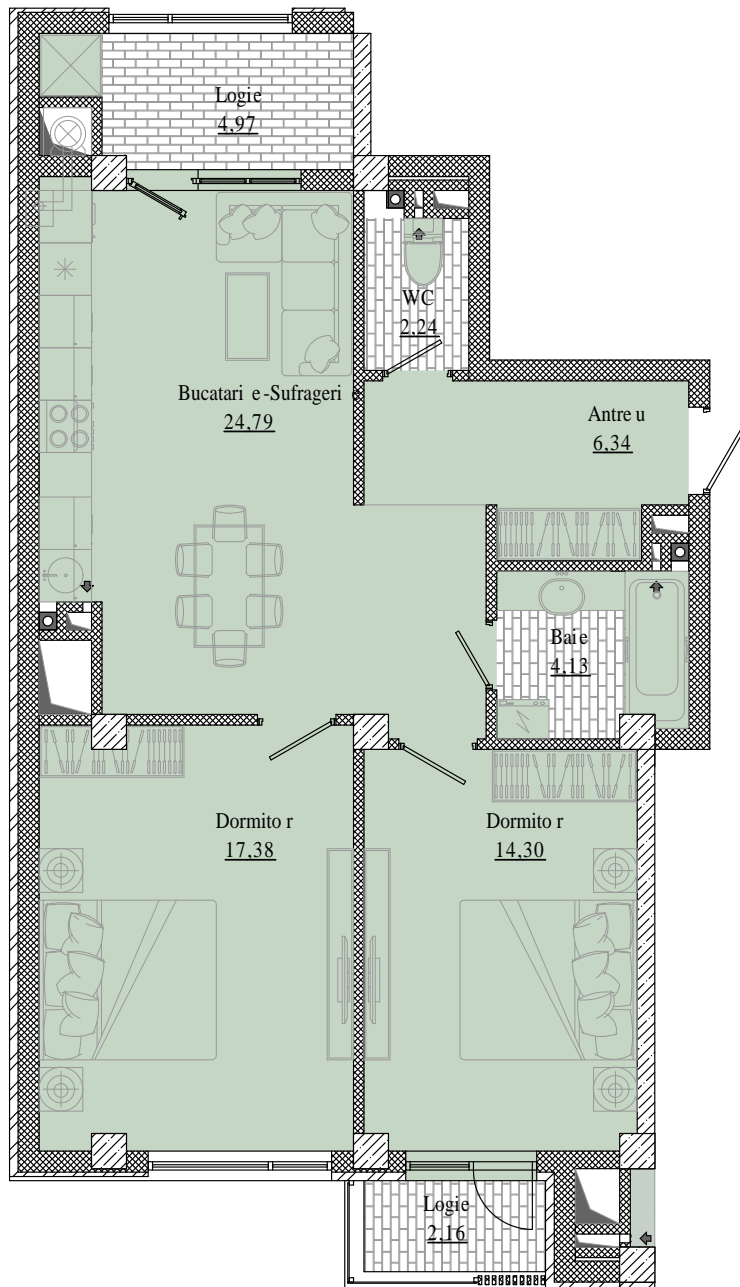 Logie
4,97
WC
2,24
Bucatari e-Sufrageri
24,79
Antre u
6,34
Baie
4,13
Dormito r
17,38
Dormito r
14,30
Logie
2,16